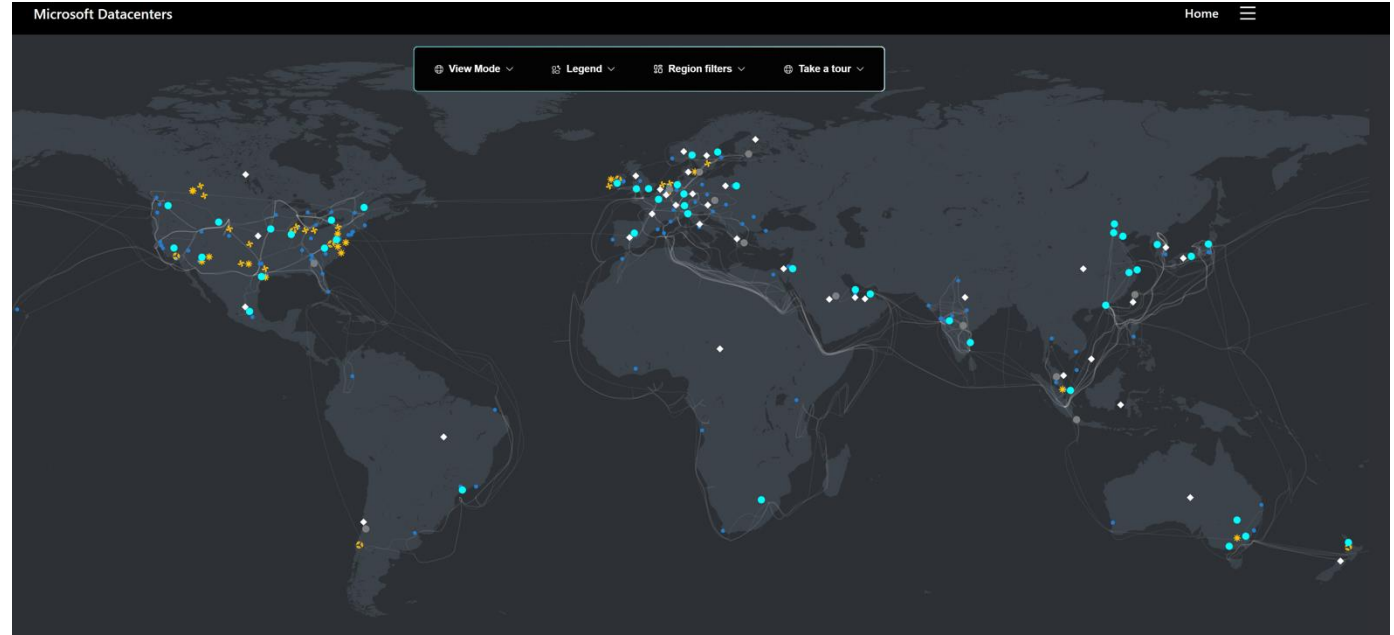 Microsoft Datacenters
Home
View Mode
Legend
Region filters
Take a tour